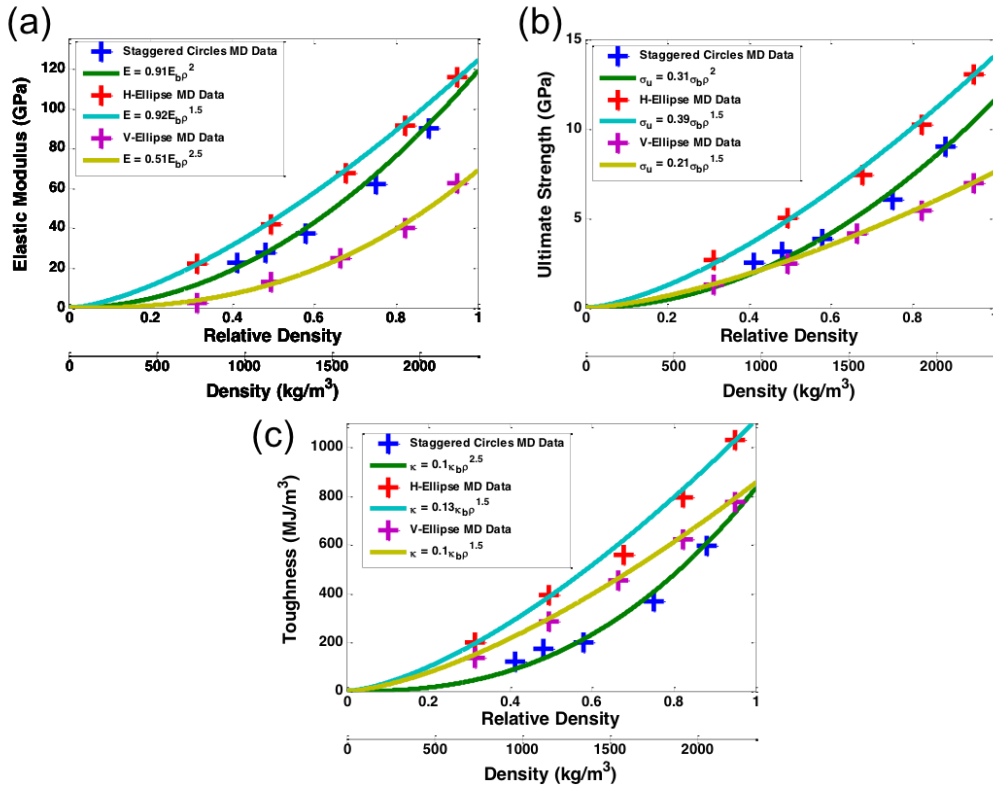 (a)
Staggered Circles MD Data
E = 0.91E_bρ^2
H-Ellipse MD Data
E = 0.92E_bρ^1.5
V-Ellipse MD Data
E = 0.51E_bρ^2.5
Elastic Modulus (GPa)
120
100
80
60
40
20
0
0 0.2 0.4 0.6 0.8 1
Relative Density
0 500 1000 1500 2000
Density (kg/m^3)
(b)
Staggered Circles MD Data
σ_u = 0.31σ_bρ^2
H-Ellipse MD Data
σ_u = 0.39σ_bρ^1.5
V-Ellipse MD Data
σ_u = 0.21σ_bρ^1.5
Ultimate Strength (GPa)
15
10
5
0
0 0.2 0.4 0.6 0.8 1
Relative Density
0 500 1000 1500 2000
Density (kg/m^3)
(c)
Staggered Circles MD Data
κ = 0.1κ_bρ^2.5
H-Ellipse MD Data
κ = 0.13κ_bρ^1.5
V-Ellipse MD Data
κ = 0.1κ_bρ^1.5
Toughness (MJ/m^3)
1000
800
600
400
200
0
0 0.2 0.4 0.6 0.8 1
Relative Density
0 500 1000 1500 2000
Density (kg/m^3)